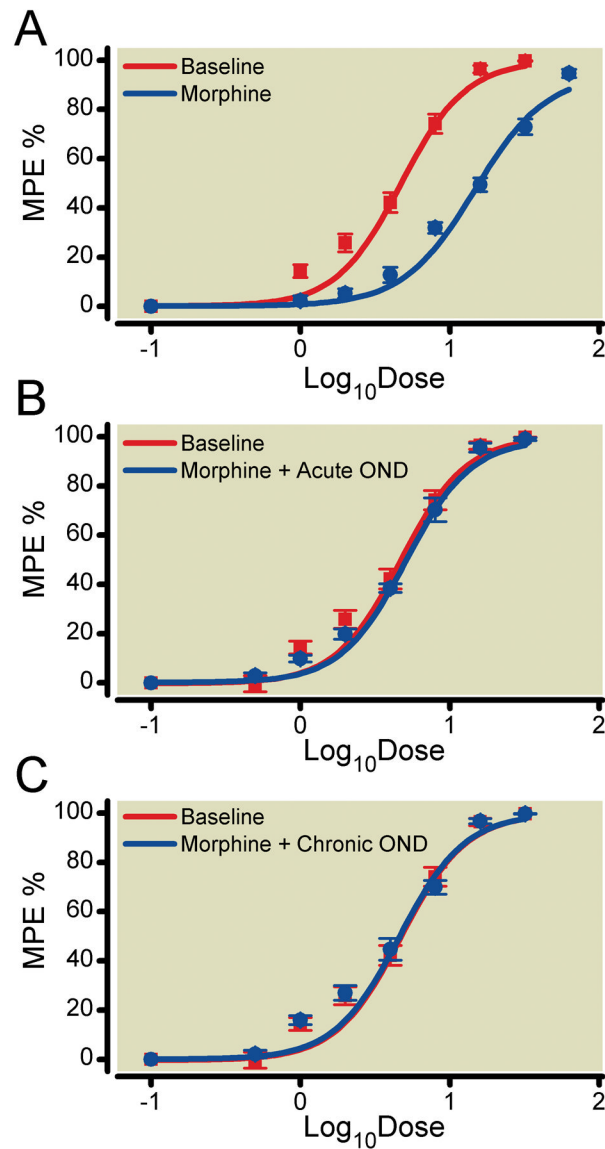 A
Baseline
Morphine
MPE %
100
80
60
40
20
0
-1 0 1 2
Log₁₀Dose
B
Baseline
Morphine + Acute OND
MPE %
100
80
60
40
20
0
-1 0 1 2
Log₁₀Dose
C
Baseline
Morphine + Chronic OND
MPE %
100
80
60
40
20
0
-1 0 1 2
Log₁₀Dose